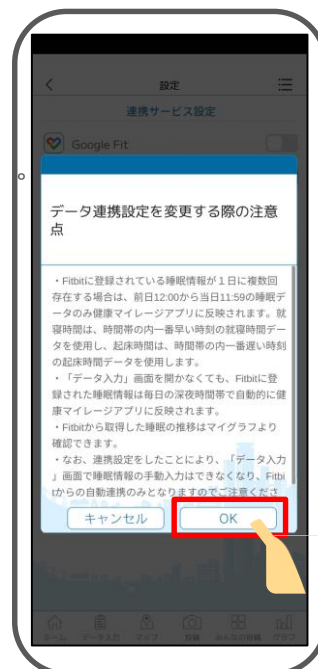 設定
連携サービス設定
Google Fit
データ連携設定を変更する際の注意
点
・Fitbitに登録されている睡眠情報が１日に複数回
存在する場合は、前日12:00から当日11:59の睡眠デ
ータのみ健康マイレージアプリに反映されます。就
寝時間は、時間帯の内一番早い時刻の就寝時間デー
タを使用し、起床時間は、時間帯の内一番遅い時刻
の起床時間データを使用します。
・「データ入力」画面を開かなくても、Fitbitに登
録された睡眠情報は毎日の深夜時間帯で自動的に健
康マイレージアプリに反映されます。
・Fitbitから取得した睡眠の推移はマイグラフより
確認できます。
・なお、連携設定をしたことにより、「データ入力
」画面で睡眠情報の手動入力はできなくなり、Fitbi
tからの自動連携のみとなりますのでご注意くださ
キャンセル OK
ホーム データ入力 マップ 投稿 みんなの投稿 グラフ